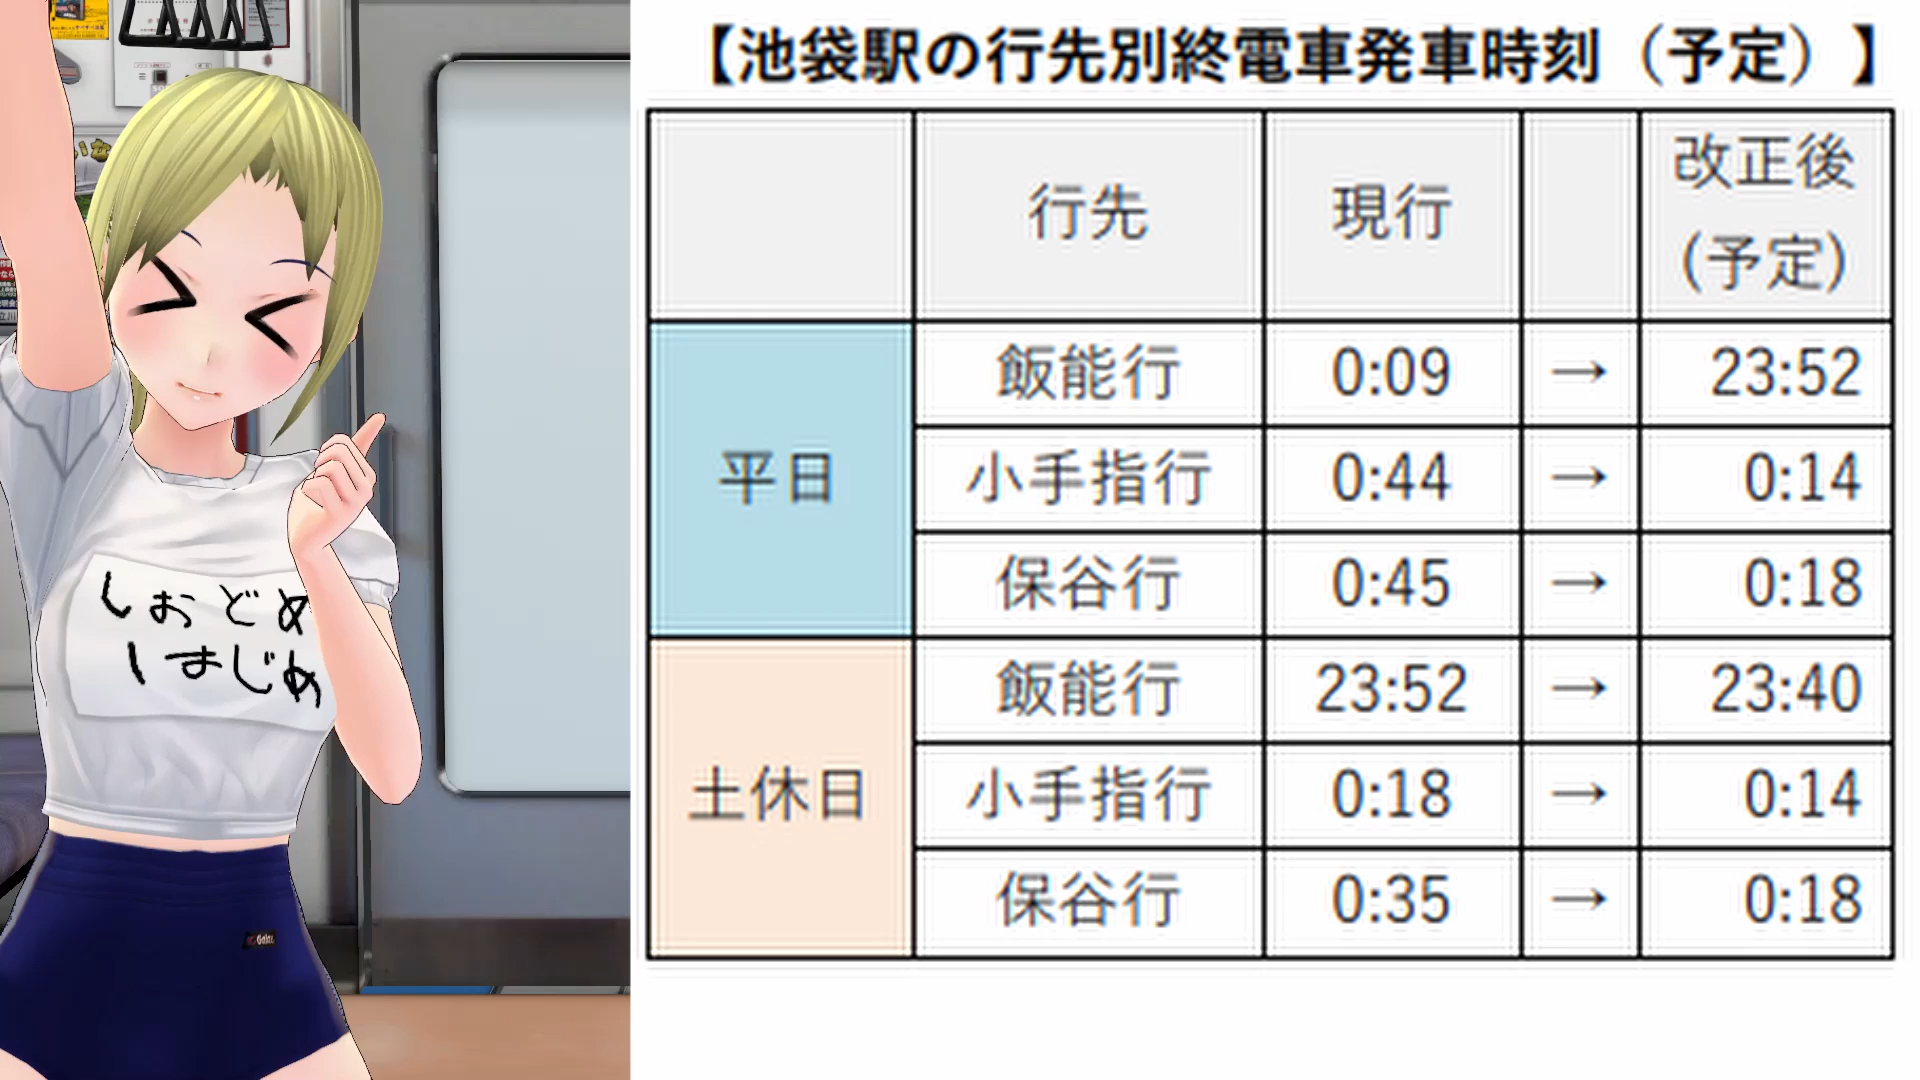 【池袋駅の行先別終電車発車時刻（予定）】
行先 現行 改正後（予定）
平日
飯能行 0:09 → 23:52
小手指行 0:44 → 0:14
保谷行 0:45 → 0:18
土休日
飯能行 23:52 → 23:40
小手指行 0:18 → 0:14
保谷行 0:35 → 0:18
しおどめ
はじめ
Galax